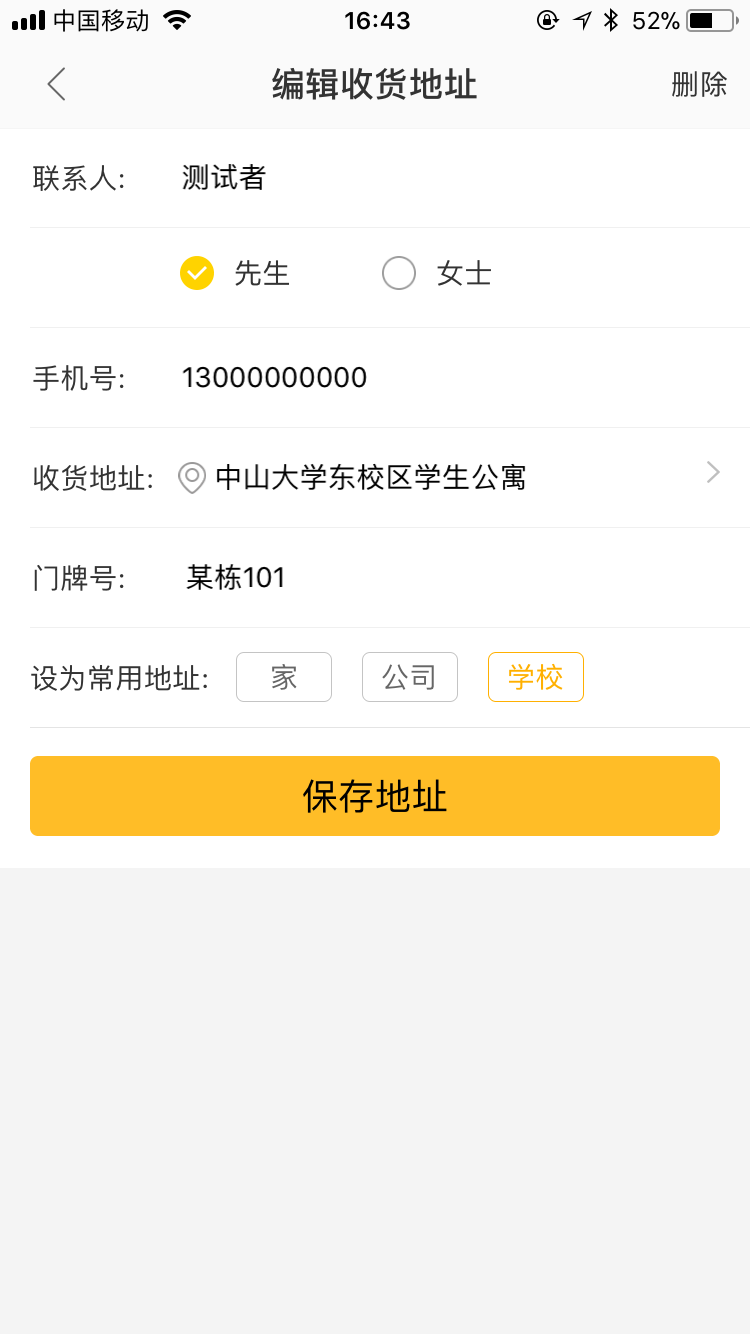 中国移动 16:43 52%
编辑收货地址 删除
联系人: 测试者
先生 女士
手机号: 13000000000
收货地址: 中山大学东校区学生公寓
门牌号: 某栋101
设为常用地址: 家 公司 学校
保存地址